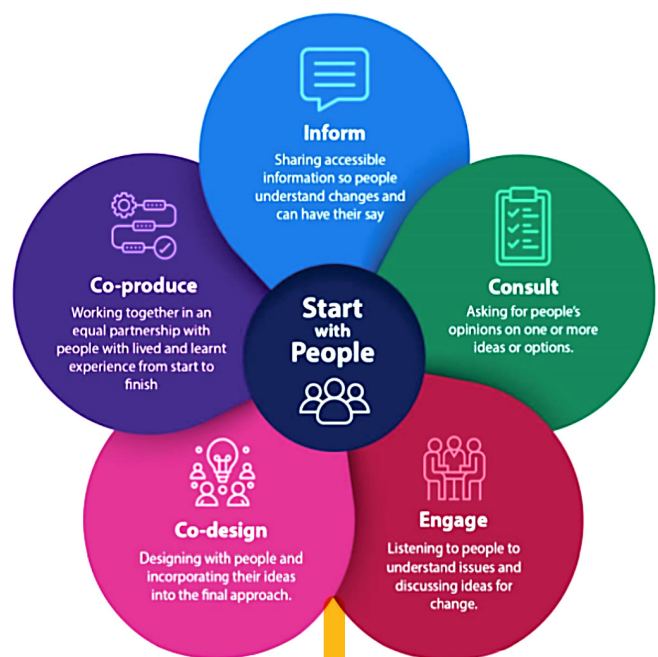 Inform
Sharing accessible
information so people
understand changes and
can have their say
Consult
Asking for people's
opinions on one or more
ideas or options.
Engage
Listening to people to
understand issues and
discussing ideas for
change.
Co-design
Designing with people and
incorporating their ideas
into the final approach.
Co-produce
Working together in an
equal partnership with
people with lived and learnt
experience from start to
finish
Start
with
People